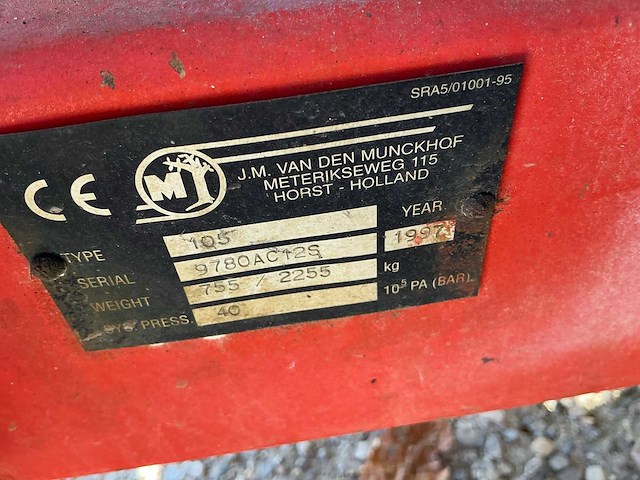 SRA5/01001-95
CE
M
J.M. VAN DEN MUNCKHOF
METERIKSEWEG 115
HORST - HOLLAND
TYPE 105
YEAR 1997
SERIAL 9780AC12S
WEIGHT 755 / 2255 kg
SYS PRESS. 40 10⁵ PA (BAR).